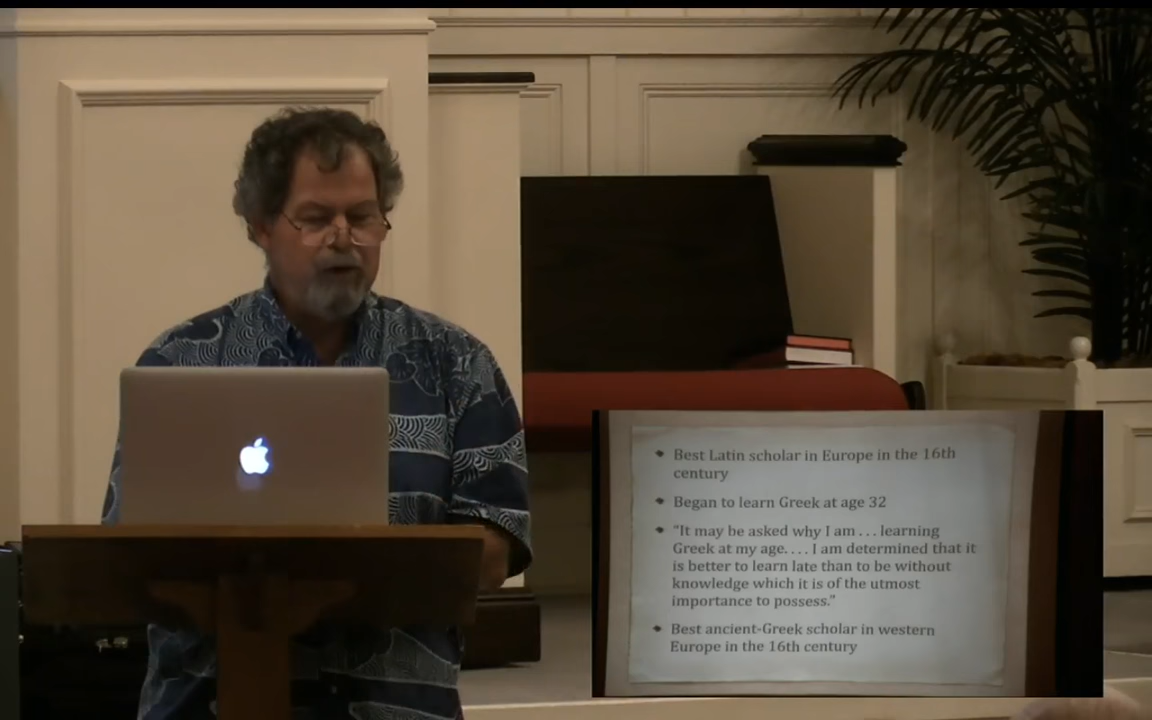 Best Latin scholar in Europe in the 16th
century
Began to learn Greek at age 32
“It may be asked why I am . . . learning
Greek at my age. . . . I am determined that it
is better to learn late than to be without
knowledge which it is of the utmost
importance to possess.”
Best ancient-Greek scholar in western
Europe in the 16th century